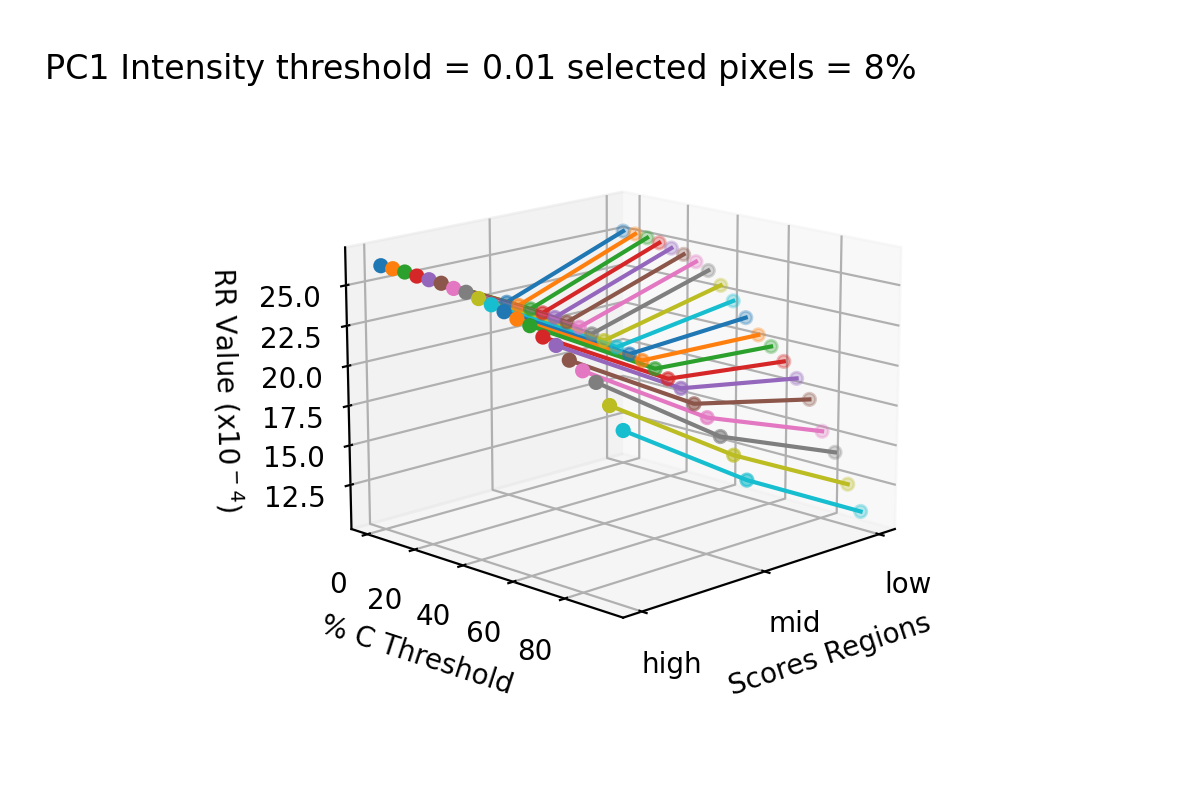 PC1 Intensity threshold = 0.01 selected pixels = 8%
RR Value (x10⁻⁴)
25.0
22.5
20.0
17.5
15.0
12.5
0
20
40
60
80
% C Threshold
high
mid
low
Scores Regions